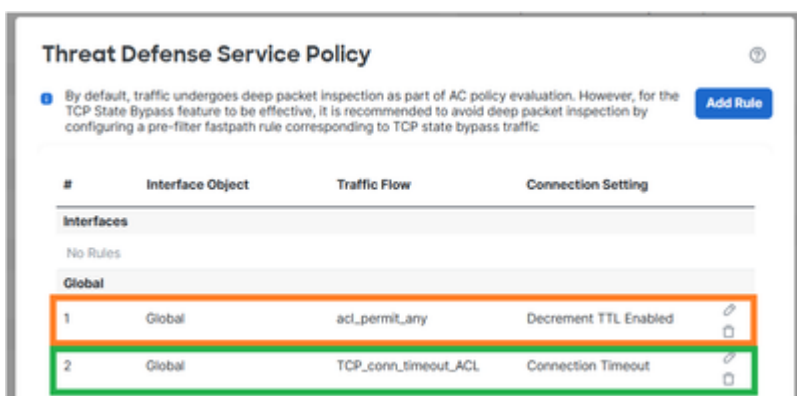 Threat Defense Service Policy
By default, traffic undergoes deep packet inspection as part of AC policy evaluation. However, for the
TCP State Bypass feature to be effective, it is recommended to avoid deep packet inspection by
configuring a pre-filter fastpath rule corresponding to TCP state bypass traffic
Add Rule
# Interface Object Traffic Flow Connection Setting
Interfaces
No Rules
Global
1 Global acl_permit_any Decrement TTL Enabled
2 Global TCP_conn_timeout_ACL Connection Timeout